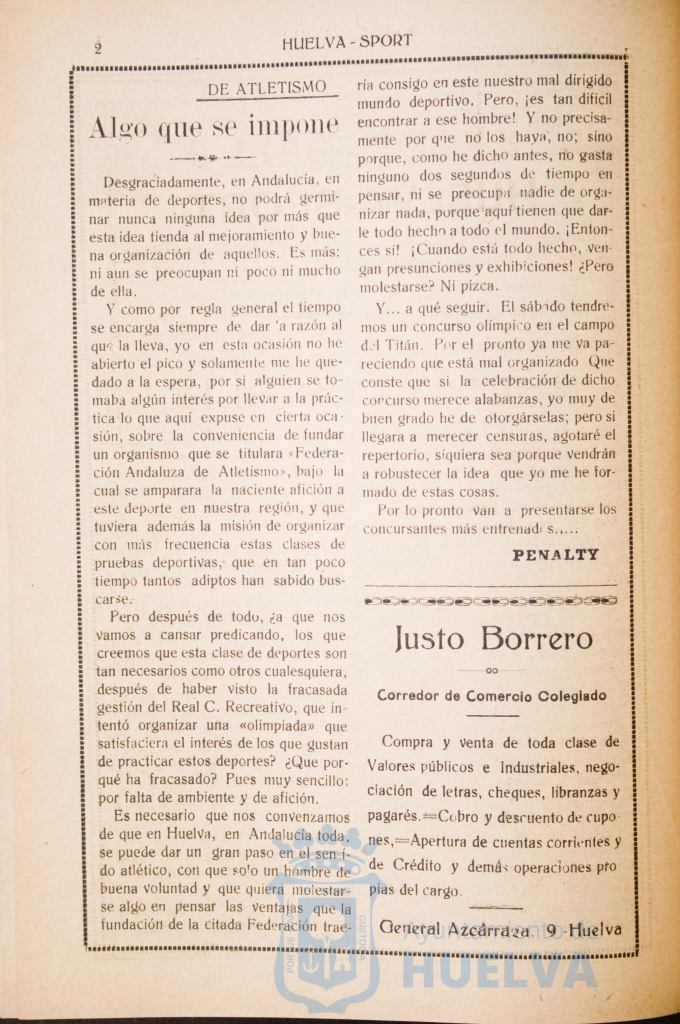 2
HUELVA - SPORT
DE ATLETISMO
Algo que se impone
Desgraciadamente, en Andalucía, en
materia de deportes, no podrá germi-
nar nunca ninguna idea por más que
esta idea tienda al mejoramiento y bue-
na organización de aquellos. Es más:
ni aun se preocupan ni poco ni mucho
de ella.
Y como por regla general el tiempo
se encarga siempre de dar 'a razón al
que la lleva, yo en esta ocasión no he
abierto el pico y solamente me he que-
dado a la espera, por si alguien se to-
maba algún interés por llevar a la prác-
tica lo que aquí expuse en cierta oca-
sión, sobre la conveniencia de fundar
un organismo que se titulara «Federa-
ción Andaluza de Atletismo», bajo la
cual se amparara la naciente afición a
este deporte en nuestra región, y que
tuviera además la misión de organizar
con más frecuencia estas clases de
pruebas deportivas, que en tan poco
tiempo tantos adiptos han sabido bus-
carse.
Pero después de todo, ¿a que nos
vamos a cansar predicando, los que
creemos que esta clase de deportes son
tan necesarios como otros cualesquiera,
después de haber visto la fracasada
gestión del Real C. Recreativo, que in-
tentó organizar una «olimpiada» que
satisfaciera el interés de los que gustan
de practicar estos deportes? ¿Que por-
qué ha fracasado? Pues muy sencillo:
por falta de ambiente y de afición.
Es necesario que nos convenzamos
de que en Huelva, en Andalucía toda,
se puede dar un gran paso en el sen i-
do atlético, con que solo un hombre de
buena voluntad y que quiera molestar-
se algo en pensar las ventajas que la
fundación de la citada Federación trae-
ría consigo en este nuestro mal dirigido
mundo deportivo. Pero, ¡es tan dificil
encontrar a ese hombre! Y no precisa-
mente por que no los haya, no; sino
porque, como he dicho antes, no gasta
ninguno dos segundos de tiempo en
pensar, ni se preocupa nadie de orga-
nizar nada, porque aquí tienen que dar-
le todo hecho a todo el mundo. ¡Enton-
ces sí! ¡Cuando está todo hecho, ven-
gan presunciones y exhibiciones! ¿Pero
molestarse? Ni pizca.
Y... a qué seguir. El sábado tendre-
mos un concurso olímpico en el campo
del Titán. Por el pronto ya me va pa-
reciendo que está mal organizado Que
conste que si la celebración de dicho
concurso merece alabanzas, yo muy de
buen grado he de otorgárselas; pero si
llegara a merecer censuras, agotaré el
repertorio, siquiera sea porque vendrán
a robustecer la idea que yo me he for-
mado de estas cosas.
Por lo pronto van a presentarse los
concursantes más entrenados.....
PENALTY
Justo Borrero
Corredor de Comercio Colegiado
Compra y venta de toda clase de
Valores públicos e Industriales, nego-
ciación de letras, cheques, libranzas y
pagarés.=Cobro y descuento de cupo
nes,=Apertura de cuentas corrientes y
de Crédito y demás operaciones pro
pias del cargo.
General Azcárraza. 9 Huelva
Ayuntamiento de
HUELVA